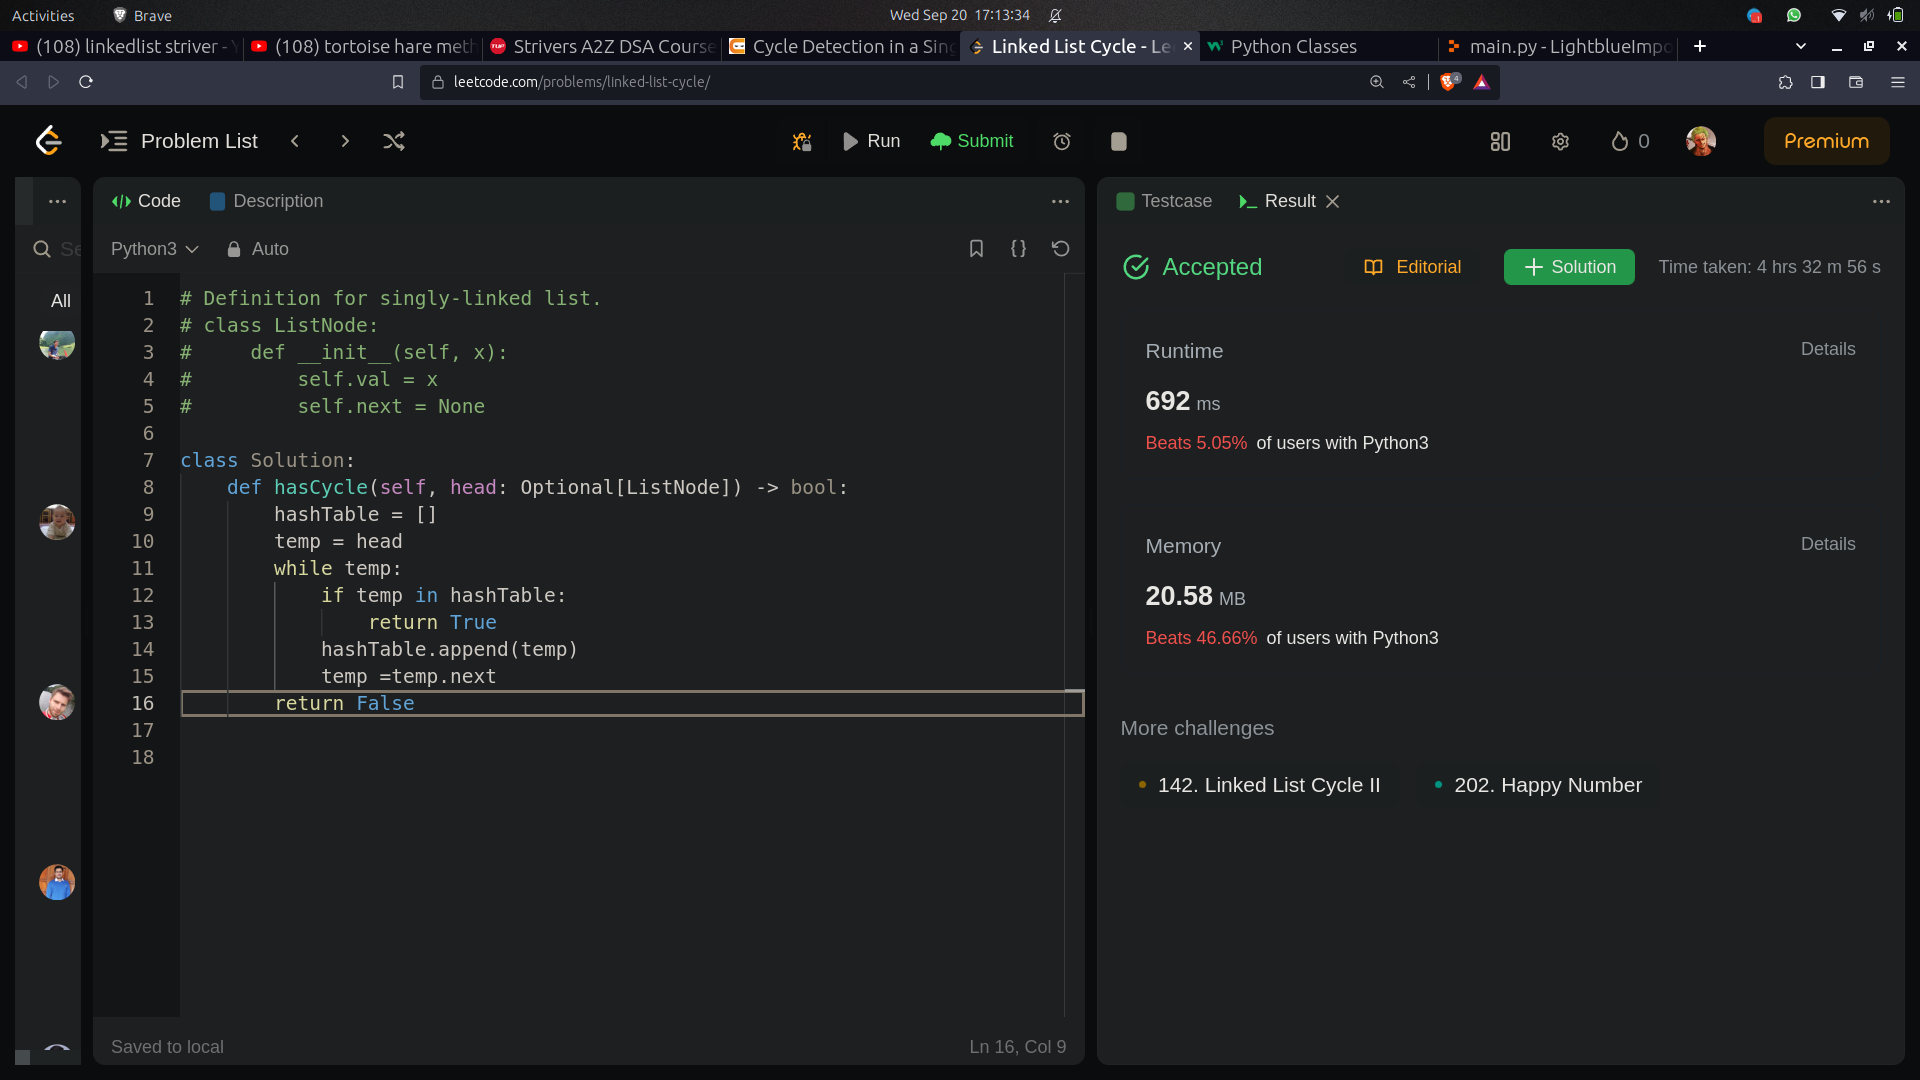 Activities
Brave
Wed Sep 20 17:13:34
(108) linkedlist striver -
(108) tortoise hare meth
Strivers A2Z DSA Course
Cycle Detection in a Sing
Linked List Cycle - Le
Python Classes
main.py - LightblueImpo
leetcode.com/problems/linked-list-cycle/
4
Problem List
Run
Submit
0
Premium
Code
Description
Testcase
Result
Se
Python3
Auto
All
1 # Definition for singly-linked list.
2 # class ListNode:
3 #     def __init__(self, x):
4 #         self.val = x
5 #         self.next = None
6
7 class Solution:
8     def hasCycle(self, head: Optional[ListNode]) -> bool:
9         hashTable = []
10         temp = head
11         while temp:
12             if temp in hashTable:
13                 return True
14             hashTable.append(temp)
15             temp =temp.next
16         return False
17
18
Saved to local
Ln 16, Col 9
Accepted
Editorial
Solution
Time taken: 4 hrs 32 m 56 s
Runtime
Details
692 ms
Beats 5.05% of users with Python3
Memory
Details
20.58 MB
Beats 46.66% of users with Python3
More challenges
142. Linked List Cycle II
202. Happy Number